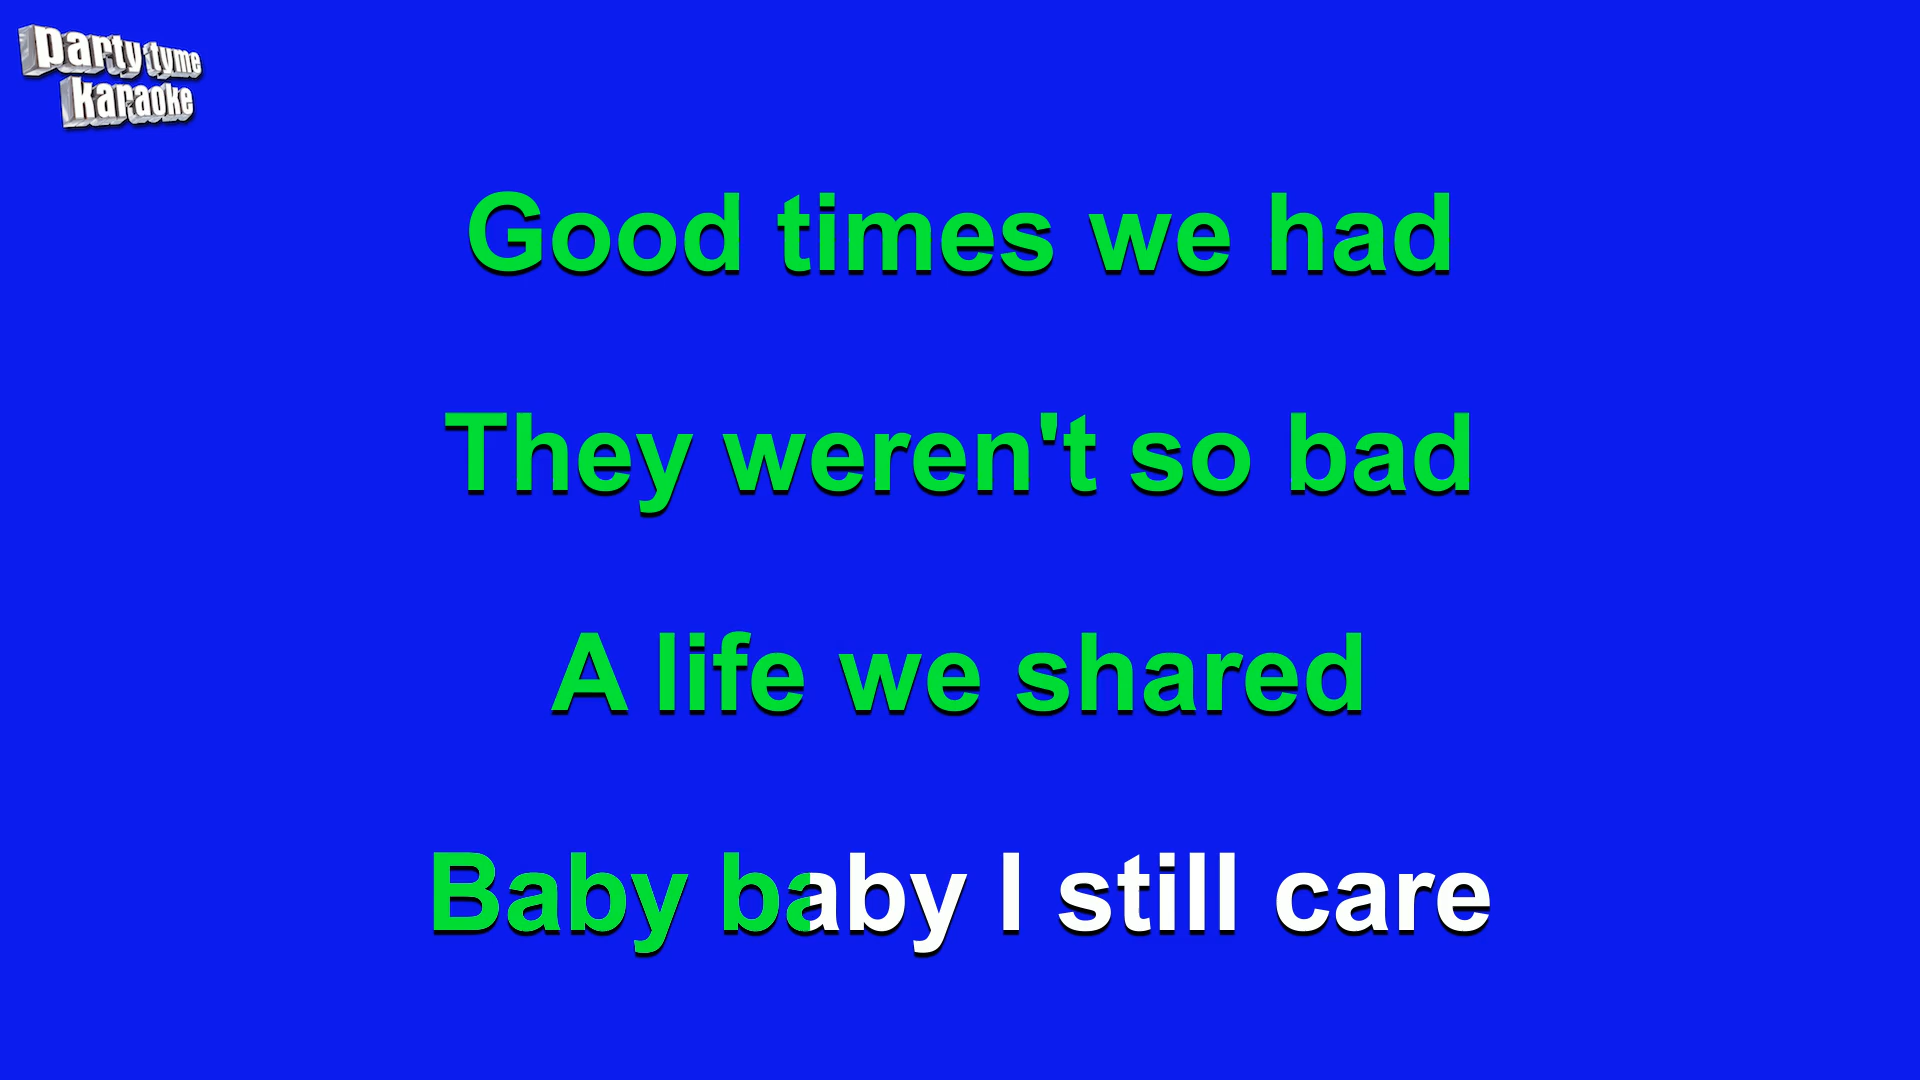 party tyme
karaoke
Good times we had
They weren't so bad
A life we shared
Baby baby I still care